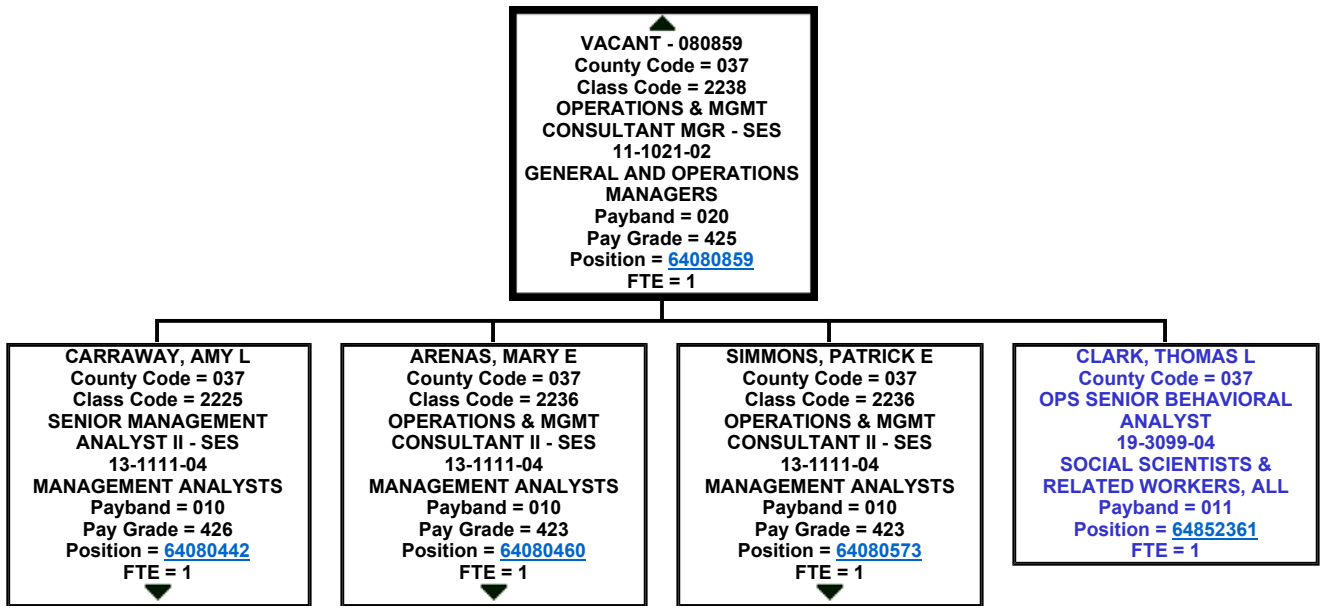 VACANT - 080859
County Code = 037
Class Code = 2238
OPERATIONS & MGMT
CONSULTANT MGR - SES
11-1021-02
GENERAL AND OPERATIONS
MANAGERS
Payband = 020
Pay Grade = 425
Position = 64080859
FTE = 1
CARRAWAY, AMY L
County Code = 037
Class Code = 2225
SENIOR MANAGEMENT
ANALYST II - SES
13-1111-04
MANAGEMENT ANALYSTS
Payband = 010
Pay Grade = 426
Position = 64080442
FTE = 1
ARENAS, MARY E
County Code = 037
Class Code = 2236
OPERATIONS & MGMT
CONSULTANT II - SES
13-1111-04
MANAGEMENT ANALYSTS
Payband = 010
Pay Grade = 423
Position = 64080460
FTE = 1
SIMMONS, PATRICK E
County Code = 037
Class Code = 2236
OPERATIONS & MGMT
CONSULTANT II - SES
13-1111-04
MANAGEMENT ANALYSTS
Payband = 010
Pay Grade = 423
Position = 64080573
FTE = 1
CLARK, THOMAS L
County Code = 037
OPS SENIOR BEHAVIORAL
ANALYST
19-3099-04
SOCIAL SCIENTISTS &
RELATED WORKERS, ALL
Payband = 011
Position = 64852361
FTE = 1